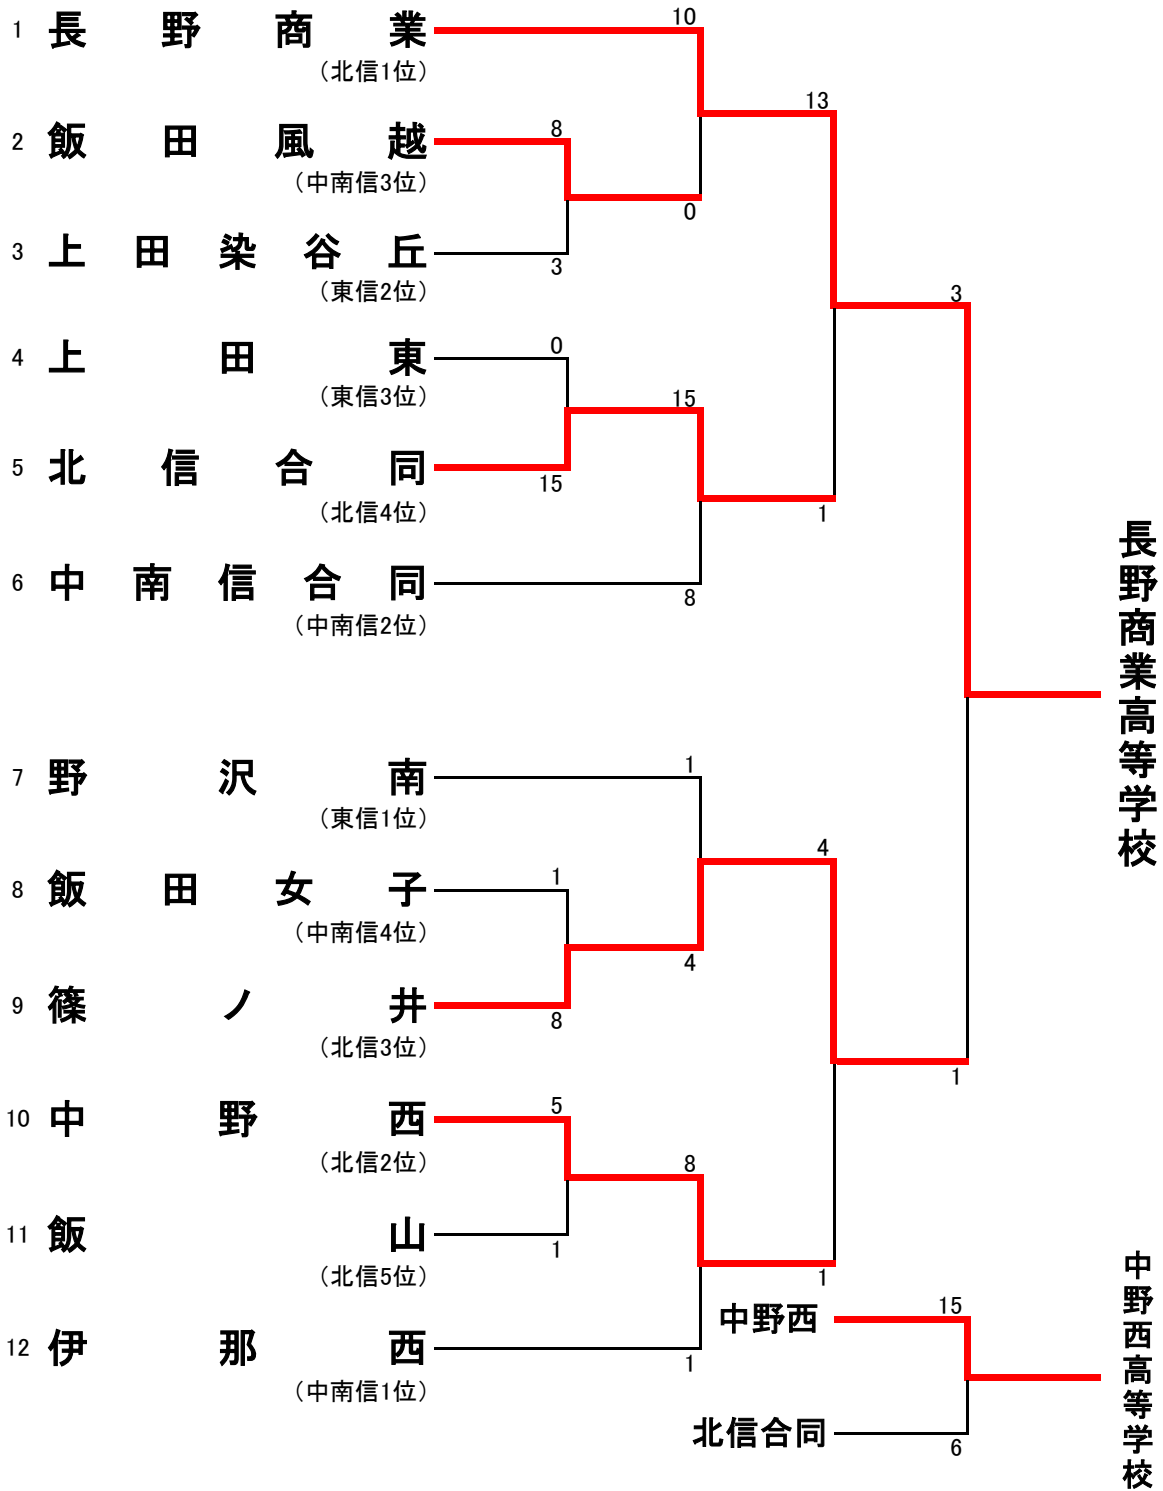 1 長野商業 10
(北信1位)
13
2 飯田風越 8
(中南信3位)
0
3 上田染谷丘 3
(東信2位)
3
4 上田東 0
(東信3位)
15
5 北信合同 15
(北信4位)
1
6 中南信合同 8
(中南信2位)
長野商業高等学校
7 野沢南 1
(東信1位)
4
8 飯田女子 1
(中南信4位)
4
9 篠ノ井 8
(北信3位)
1
10 中野西 5
(北信2位)
8
11 飯山 1
(北信5位)
1
12 伊那西 1
(中南信1位)
中野西 15
北信合同 6
中野西高等学校